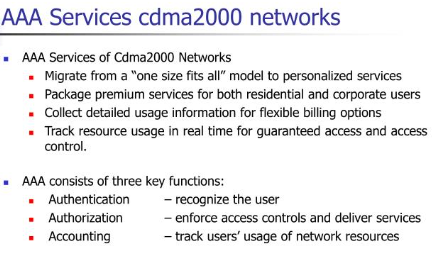 AAA Services cdma2000 networks
AAA Services of Cdma2000 Networks
Migrate from a “one size fits all” model to personalized services
Package premium services for both residential and corporate users
Collect detailed usage information for flexible billing options
Track resource usage in real time for guaranteed access and access
control.
AAA consists of three key functions:
Authentication – recognize the user
Authorization – enforce access controls and deliver services
Accounting – track users’ usage of network resources